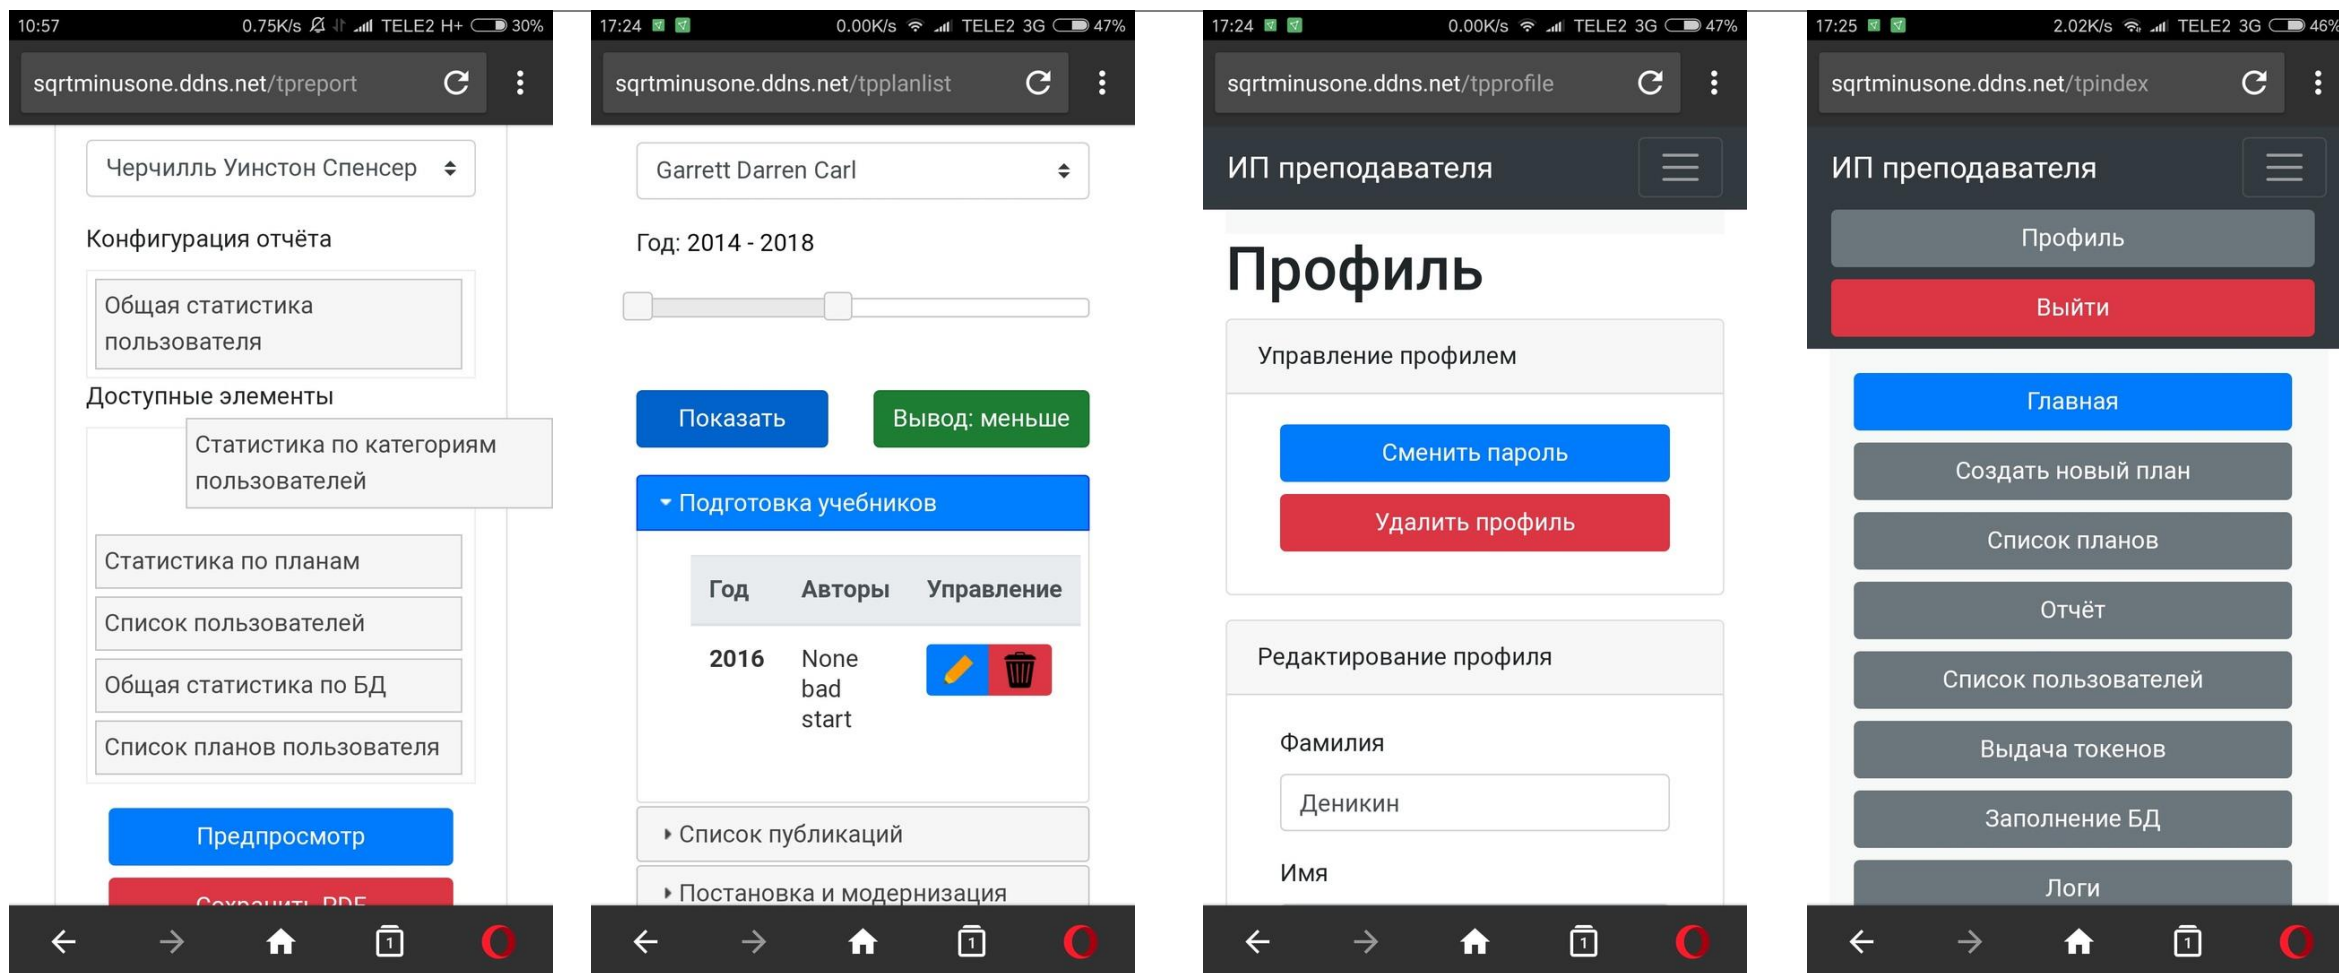 10:57 0.75K/s TELE2 H+ 30%
sqrtminusone.ddns.net/tpreport
Черчилль Уинстон Спенсер
Конфигурация отчёта
Общая статистика
пользователя
Доступные элементы
Статистика по категориям
пользователей
Статистика по планам
Список пользователей
Общая статистика по БД
Список планов пользователя
Предпросмотр
Сохранить PDF
1
17:24 0.00K/s TELE2 3G 47%
sqrtminusone.ddns.net/tpplanlist
Garrett Darren Carl
Год: 2014 - 2018
Показать Вывод: меньше
Подготовка учебников
Год Авторы Управление
2016 None
bad
start
Список публикаций
Постановка и модернизация
1
17:24 0.00K/s TELE2 3G 47%
sqrtminusone.ddns.net/tpprofile
ИП преподавателя
Профиль
Управление профилем
Сменить пароль
Удалить профиль
Редактирование профиля
Фамилия
Деникин
Имя
1
17:25 2.02K/s TELE2 3G 46%
sqrtminusone.ddns.net/tpindex
ИП преподавателя
Профиль
Выйти
Главная
Создать новый план
Список планов
Отчёт
Список пользователей
Выдача токенов
Заполнение БД
Логи
1